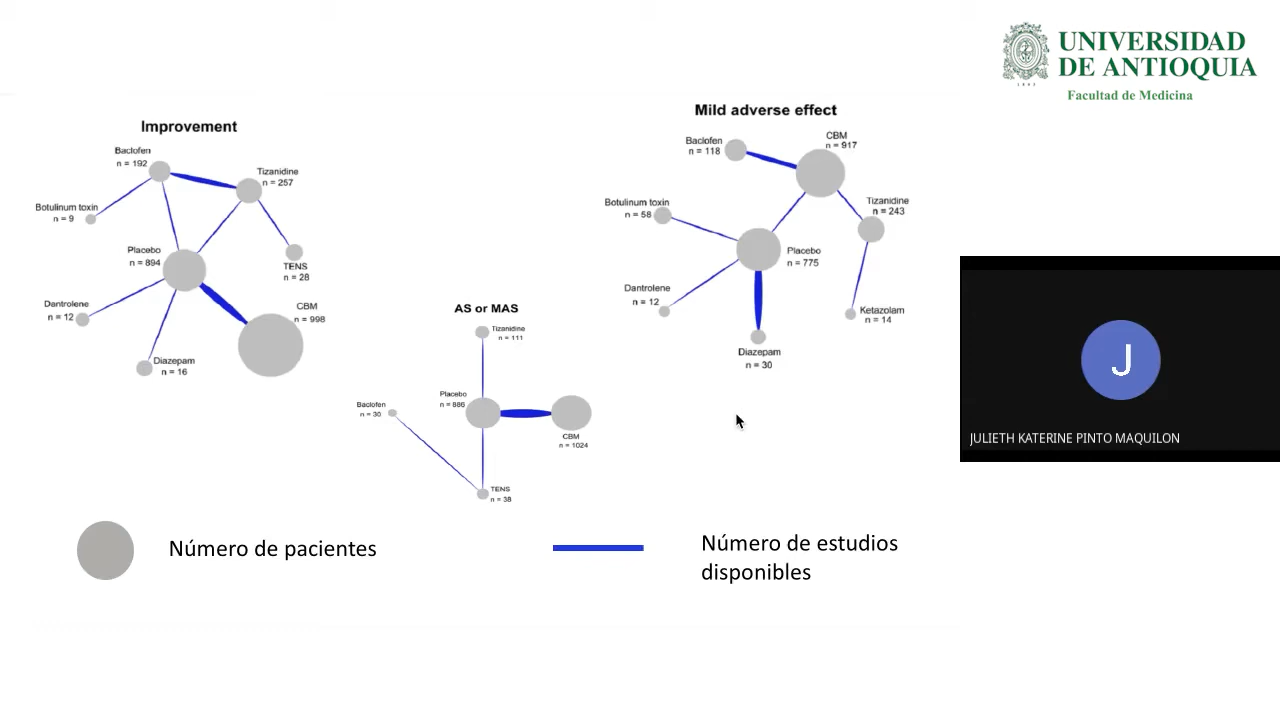 UNIVERSIDAD
DE ANTIOQUIA
1803
Facultad de Medicina
Improvement
Baclofen
n = 192
Tizanidine
n = 257
Botulinum toxin
n = 9
Placebo
n = 894
TENS
n = 28
Dantrolene
n = 12
CBM
n = 998
Diazepam
n = 16
AS or MAS
Tizanidine
n = 111
Placebo
n = 886
Baclofen
n = 30
CBM
n = 1024
TENS
n = 38
Mild adverse effect
Baclofen
n = 118
CBM
n = 917
Botulinum toxin
n = 58
Tizanidine
n = 243
Placebo
n = 775
Dantrolene
n = 12
Ketazolam
n = 14
Diazepam
n = 30
Número de pacientes
Número de estudios
disponibles
J
JULIETH KATERINE PINTO MAQUILON